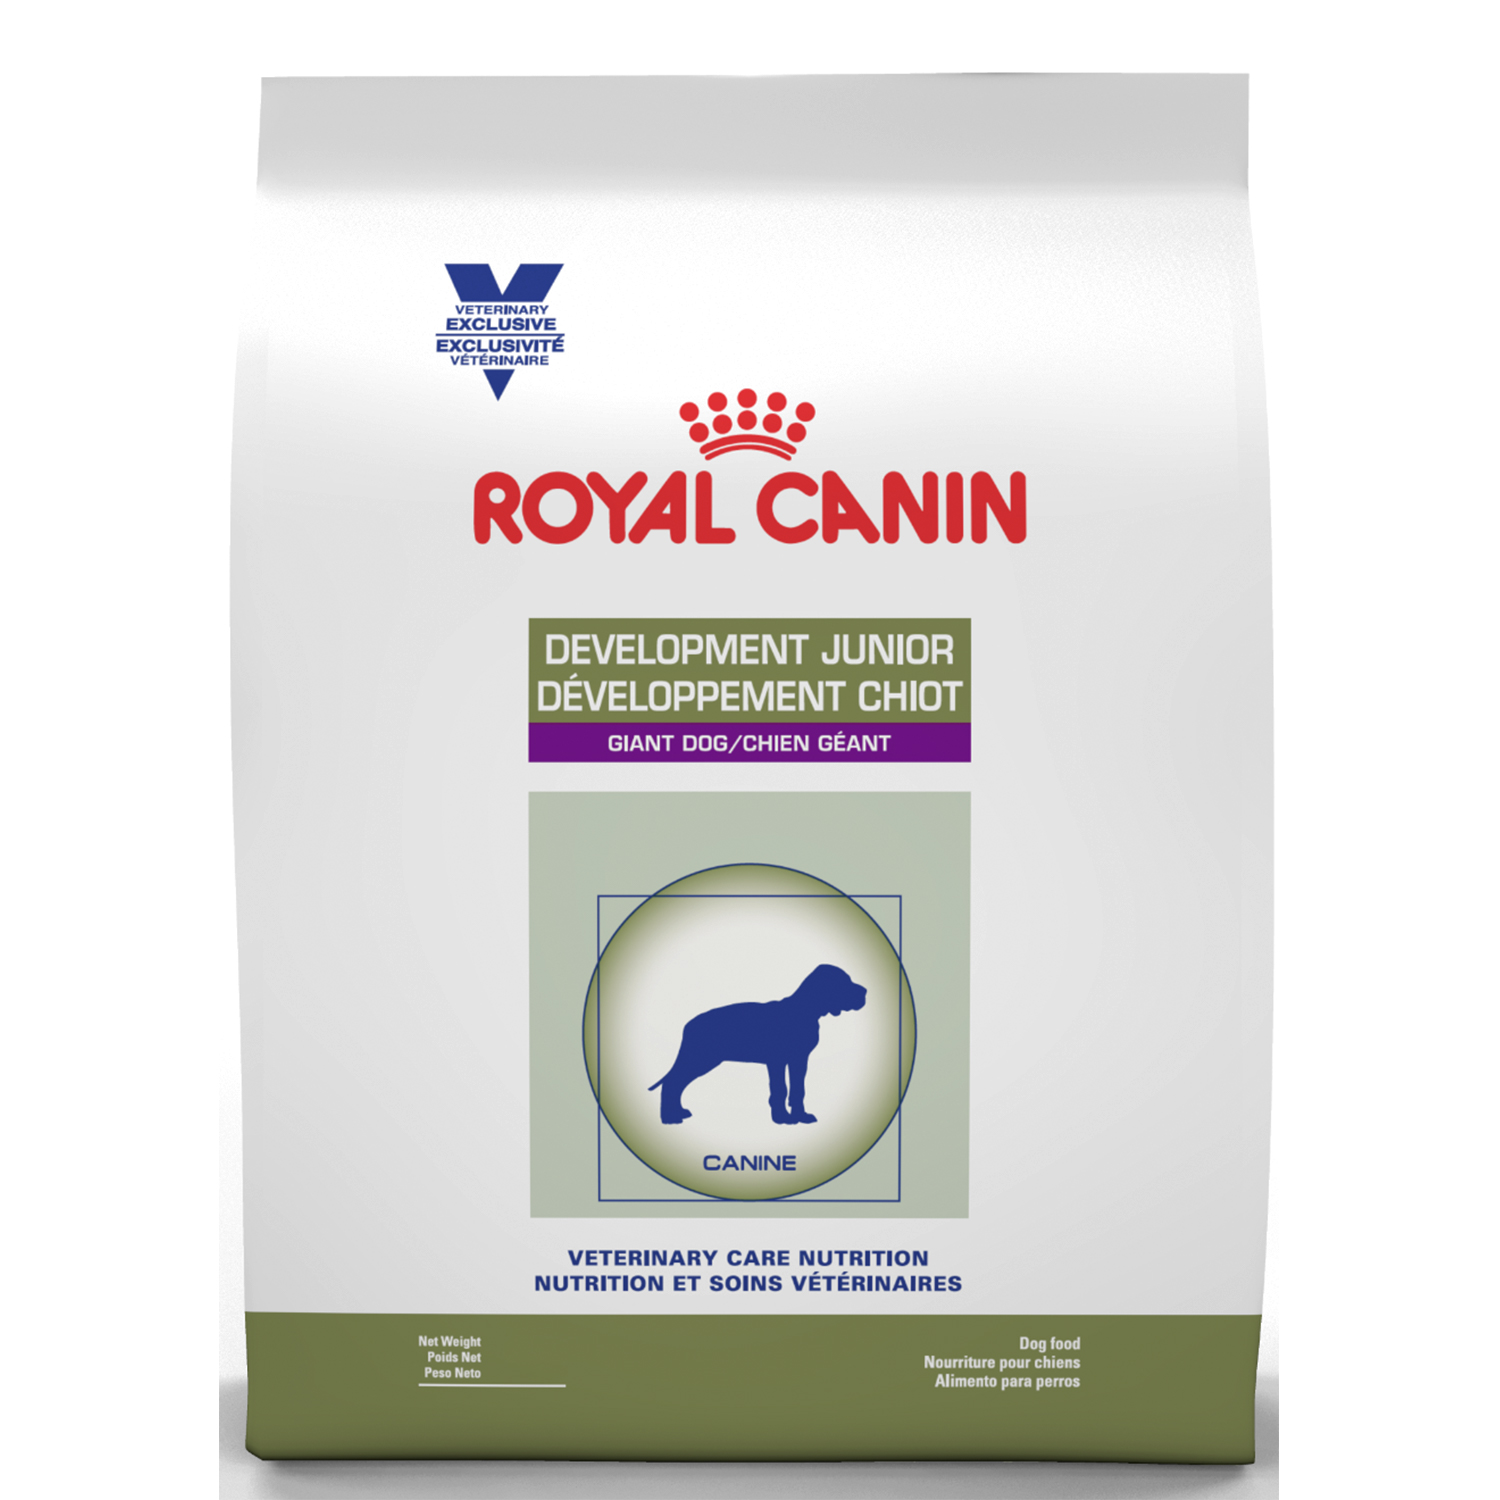 VETERINARY
EXCLUSIVE
EXCLUSIVITÉ
VÉTÉRINAIRE
ROYAL CANIN
DEVELOPMENT JUNIOR
DÉVELOPPEMENT CHIOT
GIANT DOG/CHIEN GÉANT
CANINE
VETERINARY CARE NUTRITION
NUTRITION ET SOINS VÉTÉRINAIRES
Net Weight
Poids Net
Peso Neto
Dog food
Nourriture pour chiens
Alimento para perros